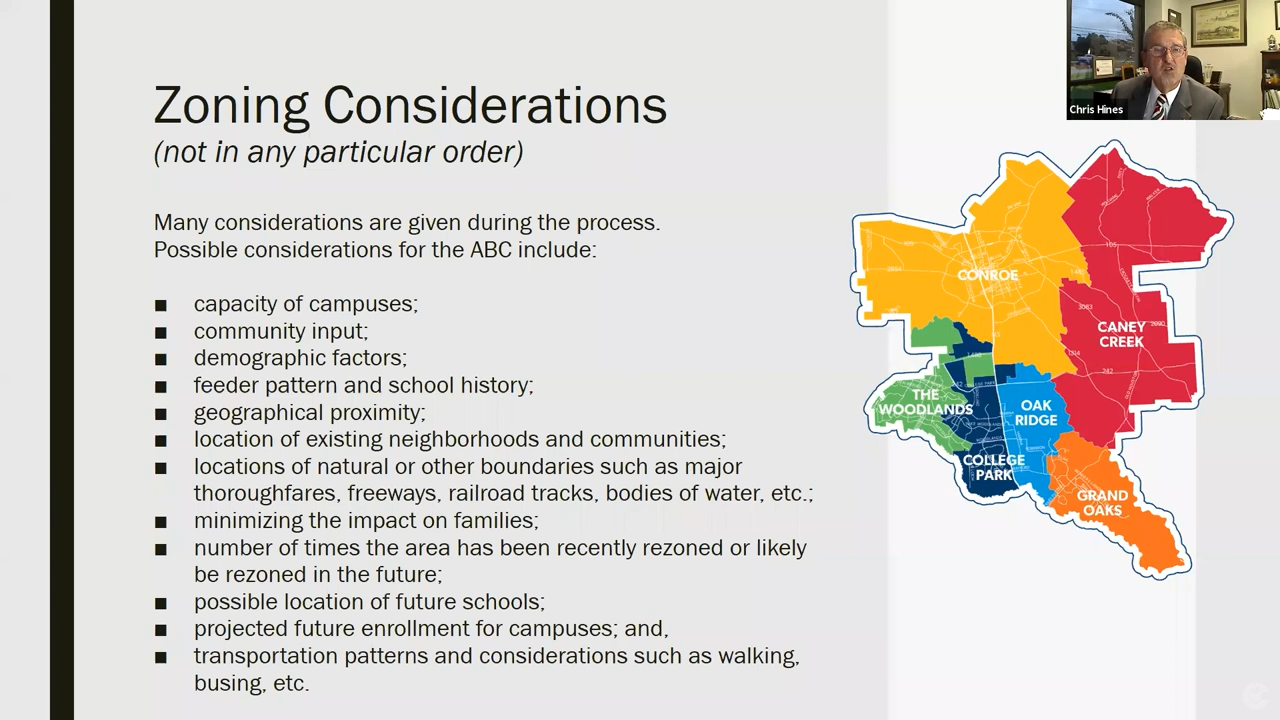 Zoning Considerations
(not in any particular order)
Many considerations are given during the process.
Possible considerations for the ABC include:
■ capacity of campuses;
■ community input;
■ demographic factors;
■ feeder pattern and school history;
■ geographical proximity;
■ location of existing neighborhoods and communities;
■ locations of natural or other boundaries such as major
thoroughfares, freeways, railroad tracks, bodies of water, etc.;
■ minimizing the impact on families;
■ number of times the area has been recently rezoned or likely
be rezoned in the future;
■ possible location of future schools;
■ projected future enrollment for campuses; and,
■ transportation patterns and considerations such as walking,
busing, etc.
Chris Hines
CONROE
105
CANEY
CREEK
242
THE
WOODLANDS
OAK
RIDGE
COLLEGE
PARK
GRAND
OAKS